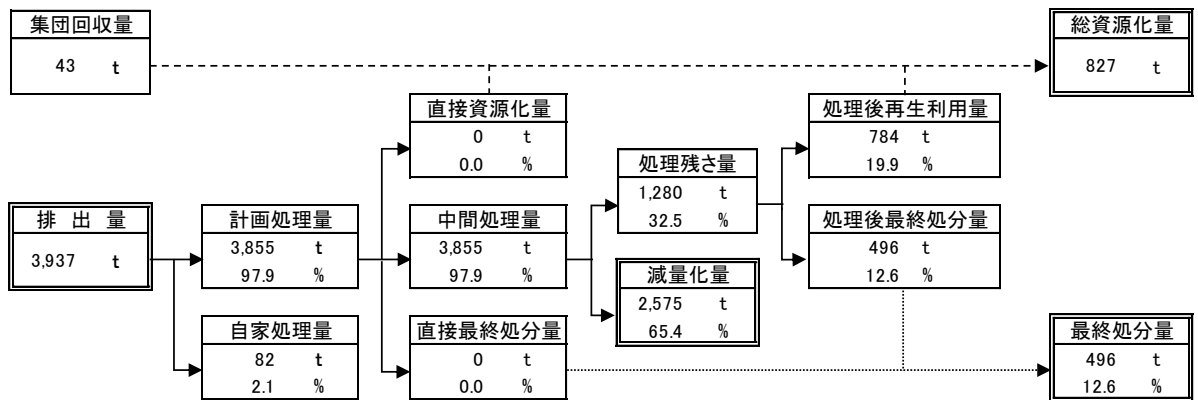 集団回収量
43 t
総資源化量
827 t
直接資源化量
0 t
0.0 %
処理後再生利用量
784 t
19.9 %
処理残さ量
1,280 t
32.5 %
排 出 量
3,937 t
計画処理量
3,855 t
97.9 %
中間処理量
3,855 t
97.9 %
処理後最終処分量
496 t
12.6 %
減量化量
2,575 t
65.4 %
自家処理量
82 t
2.1 %
直接最終処分量
0 t
0.0 %
最終処分量
496 t
12.6 %